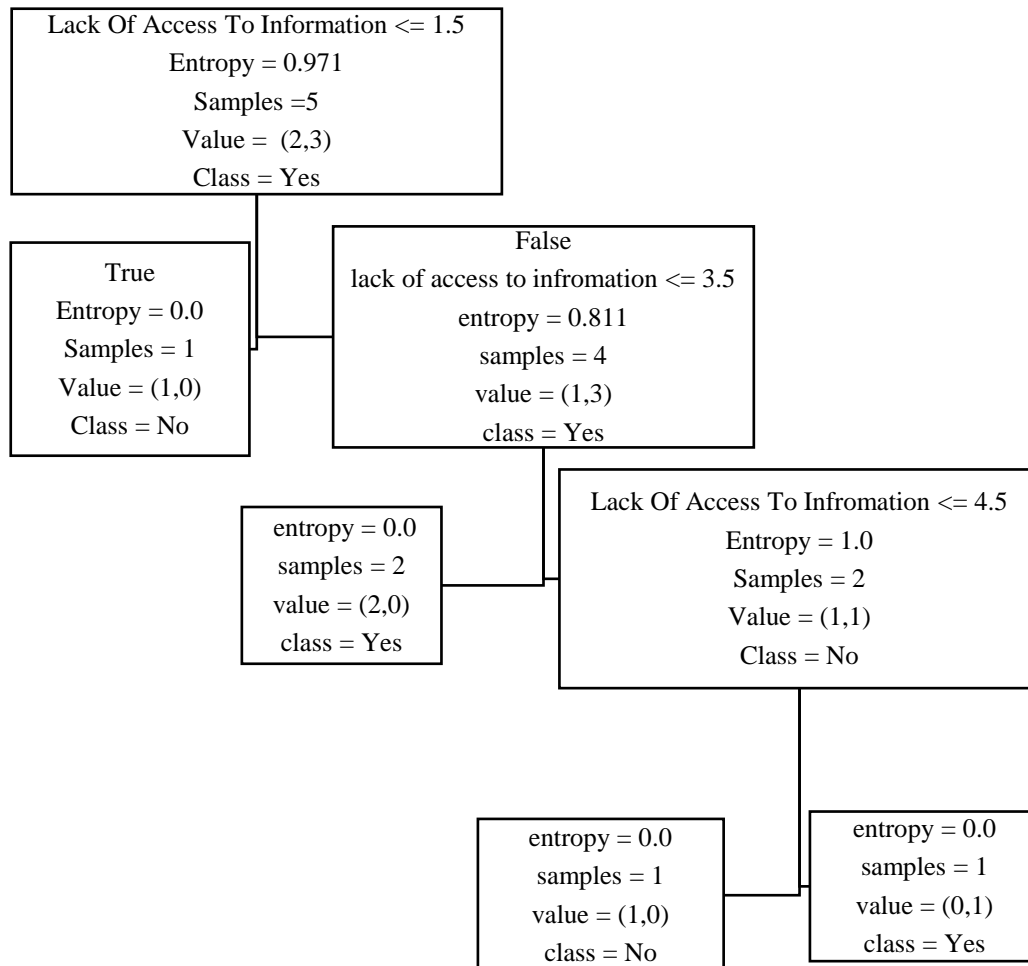 Lack Of Access To Information <= 1.5
Entropy = 0.971
Samples =5
Value =  (2,3)
Class = Yes
True
Entropy = 0.0
Samples = 1
Value = (1,0)
Class = No
False
lack of access to infromation <= 3.5
entropy = 0.811
samples = 4
value = (1,3)
class = Yes
entropy = 0.0
samples = 2
value = (2,0)
class = Yes
Lack Of Access To Infromation <= 4.5
Entropy = 1.0
Samples = 2
Value = (1,1)
Class = No
entropy = 0.0
samples = 1
value = (1,0)
class = No
entropy = 0.0
samples = 1
value = (0,1)
class = Yes